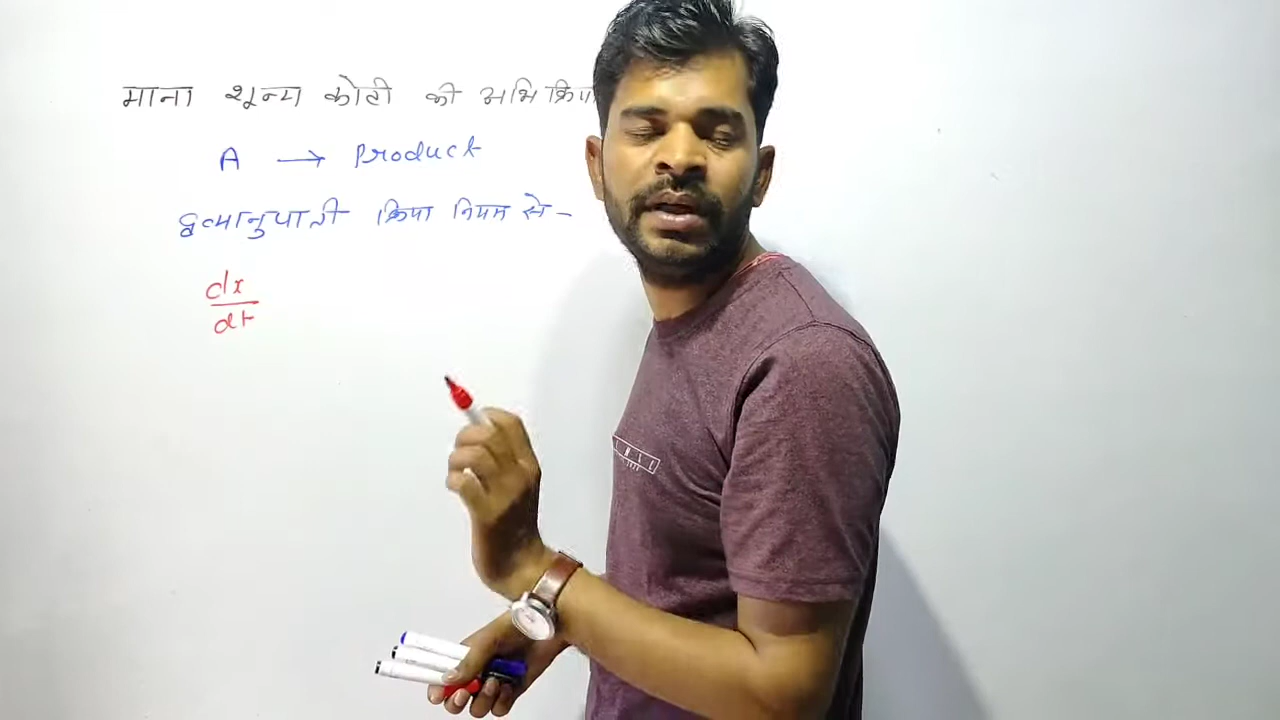 माना शून्य कोटी की अभिक्रिया
A → Product
द्रव्यानुपाती क्रिया नियम से -
dx
dt